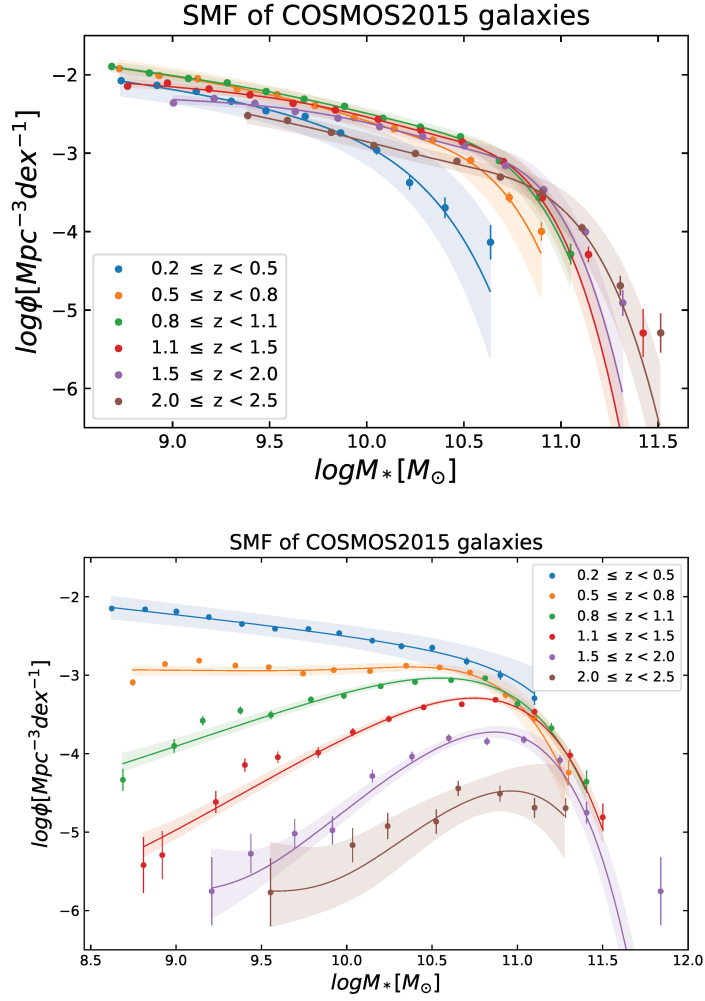 SMF of COSMOS2015 galaxies
−2
−3
−4
−5
−6
logϕ[Mpc⁻³dex⁻¹]
0.2 ≤ z < 0.5
0.5 ≤ z < 0.8
0.8 ≤ z < 1.1
1.1 ≤ z < 1.5
1.5 ≤ z < 2.0
2.0 ≤ z < 2.5
9.0 9.5 10.0 10.5 11.0 11.5
logM∗[M⊙]
SMF of COSMOS2015 galaxies
0.2 ≤ z < 0.5
0.5 ≤ z < 0.8
0.8 ≤ z < 1.1
1.1 ≤ z < 1.5
1.5 ≤ z < 2.0
2.0 ≤ z < 2.5
−2
−3
−4
−5
−6
logϕ[Mpc⁻³dex⁻¹]
8.5 9.0 9.5 10.0 10.5 11.0 11.5 12.0
logM∗[M⊙]